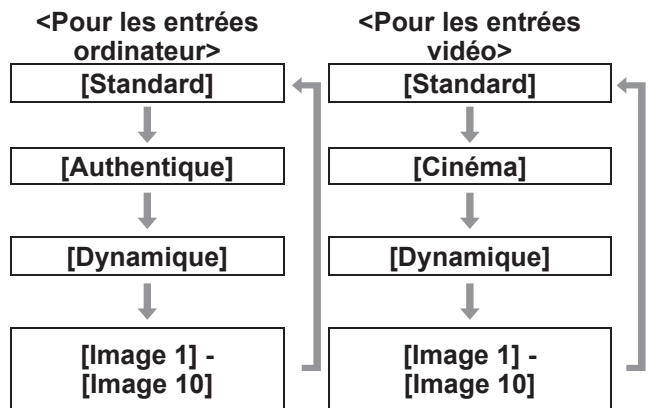 <Pour les entrées
ordinateur>
[Standard]
[Authentique]
[Dynamique]
[Image 1] -
[Image 10]
<Pour les entrées
vidéo>
[Standard]
[Cinéma]
[Dynamique]
[Image 1] -
[Image 10]